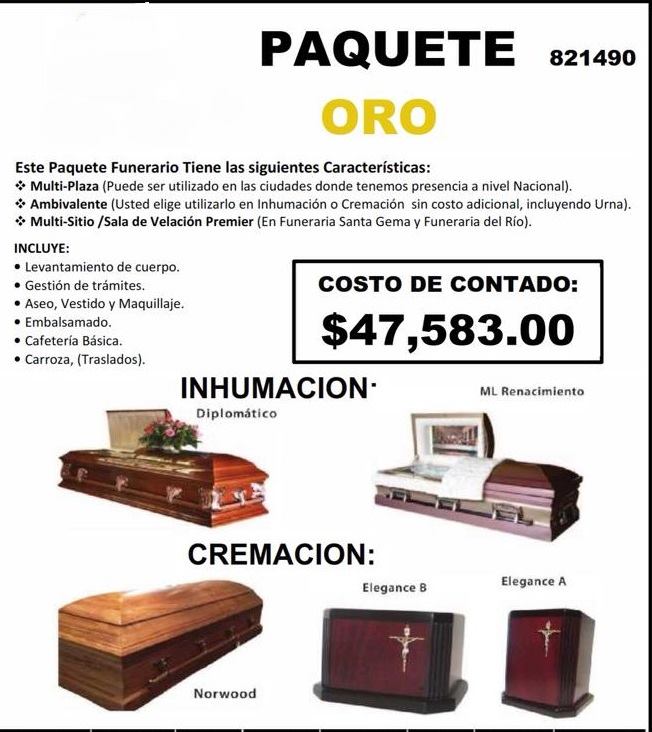 PAQUETE 821490
ORO
Este Paquete Funerario Tiene las siguientes Características:
❖ Multi-Plaza (Puede ser utilizado en las ciudades donde tenemos presencia a nivel Nacional).
❖ Ambivalente (Usted elige utilizarlo en Inhumación o Cremación sin costo adicional, incluyendo Urna).
❖ Multi-Sitio /Sala de Velación Premier (En Funeraria Santa Gema y Funeraria del Río).
INCLUYE:
• Levantamiento de cuerpo.
• Gestión de trámites.
• Aseo, Vestido y Maquillaje.
• Embalsamado.
• Cafetería Básica.
• Carroza, (Traslados).
COSTO DE CONTADO:
$47,583.00
INHUMACION:
Diplomático
ML Renacimiento
CREMACION:
Norwood
Elegance B
Elegance A